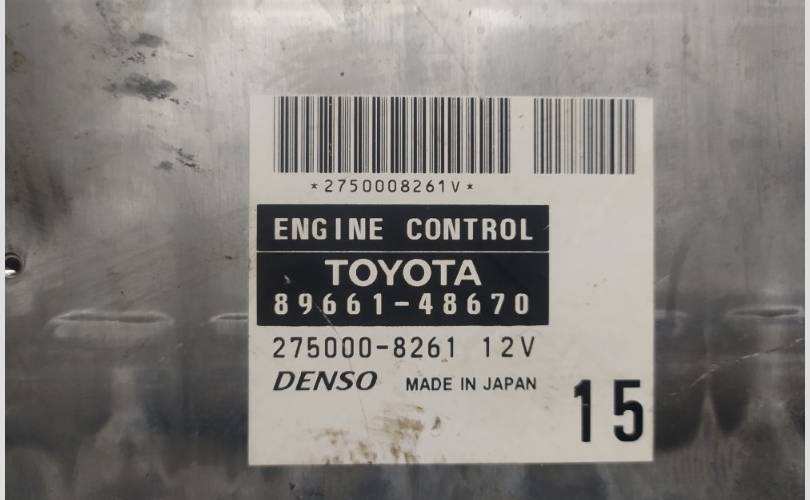 *2750008261V*
ENGINE CONTROL
TOYOTA
89661-48670
275000-8261 12V
DENSO MADE IN JAPAN
15